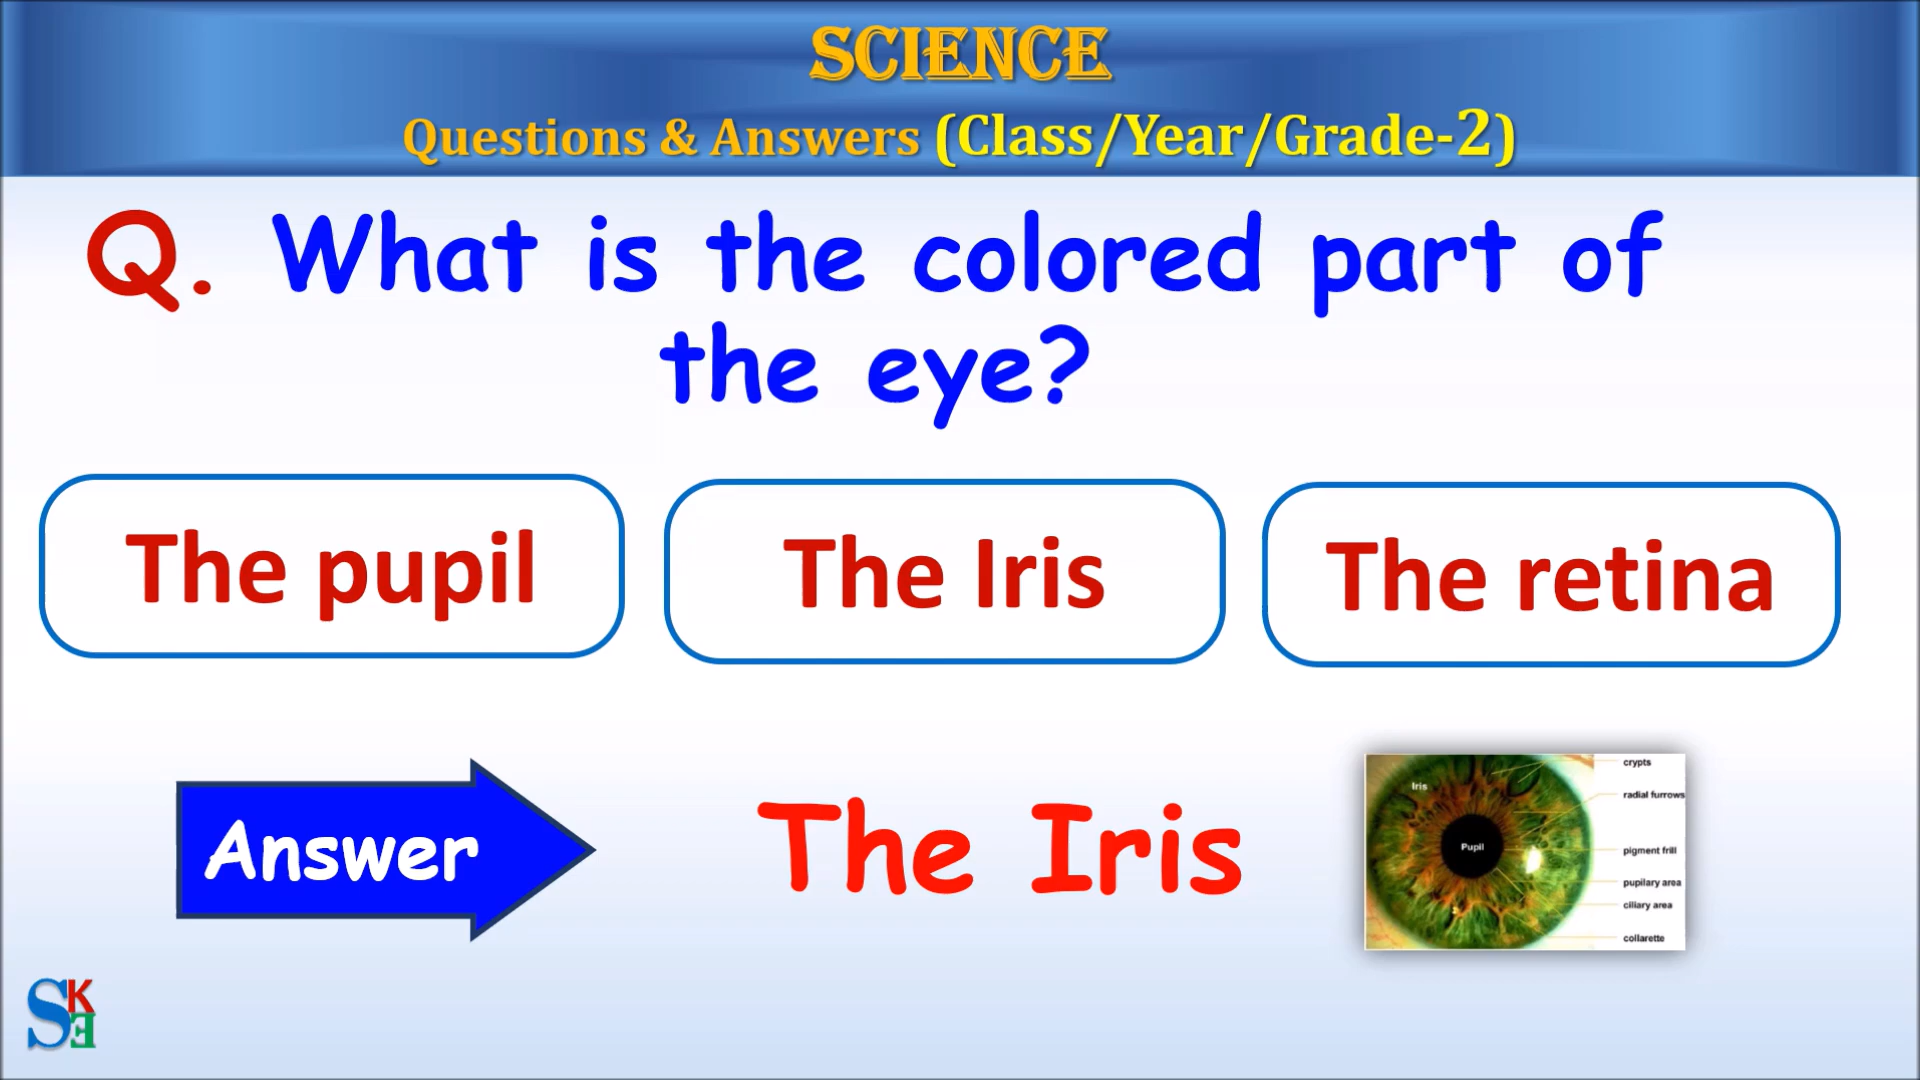 SCIENCE
Questions & Answers (Class/Year/Grade-2)
Q. What is the colored part of
the eye?
The pupil
The Iris
The retina
Answer
The Iris
Iris
Pupil
crypts
radial furrows
pigment frill
pupilary area
ciliary area
collarette
SKE